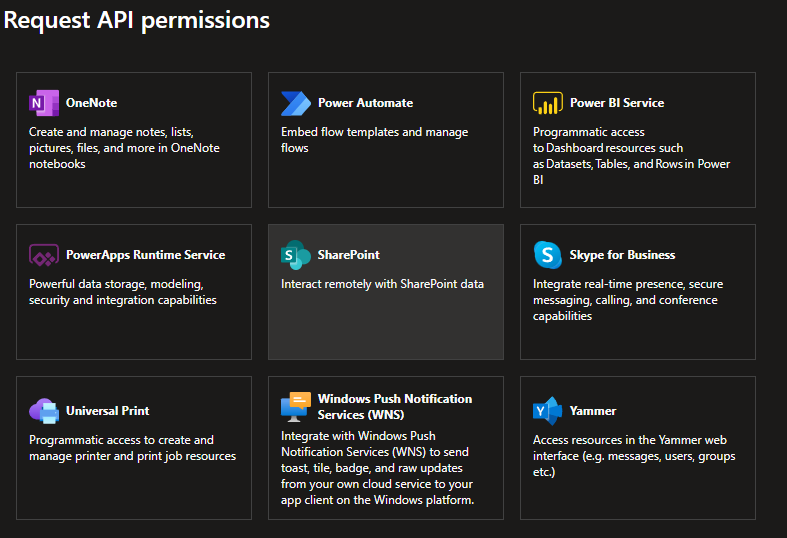 Request API permissions
OneNote
Create and manage notes, lists,
pictures, files, and more in OneNote
notebooks
Power Automate
Embed flow templates and manage
flows
Power BI Service
Programmatic access
to Dashboard resources such
as Datasets, Tables, and Rows in Power
BI
PowerApps Runtime Service
Powerful data storage, modeling,
security and integration capabilities
SharePoint
Interact remotely with SharePoint data
Skype for Business
Integrate real-time presence, secure
messaging, calling, and conference
capabilities
Universal Print
Programmatic access to create and
manage printer and print job resources
Windows Push Notification
Services (WNS)
Integrate with Windows Push
Notification Services (WNS) to send
toast, tile, badge, and raw updates
from your own cloud service to your
app client on the Windows platform.
Yammer
Access resources in the Yammer web
interface (e.g. messages, users, groups
etc.)